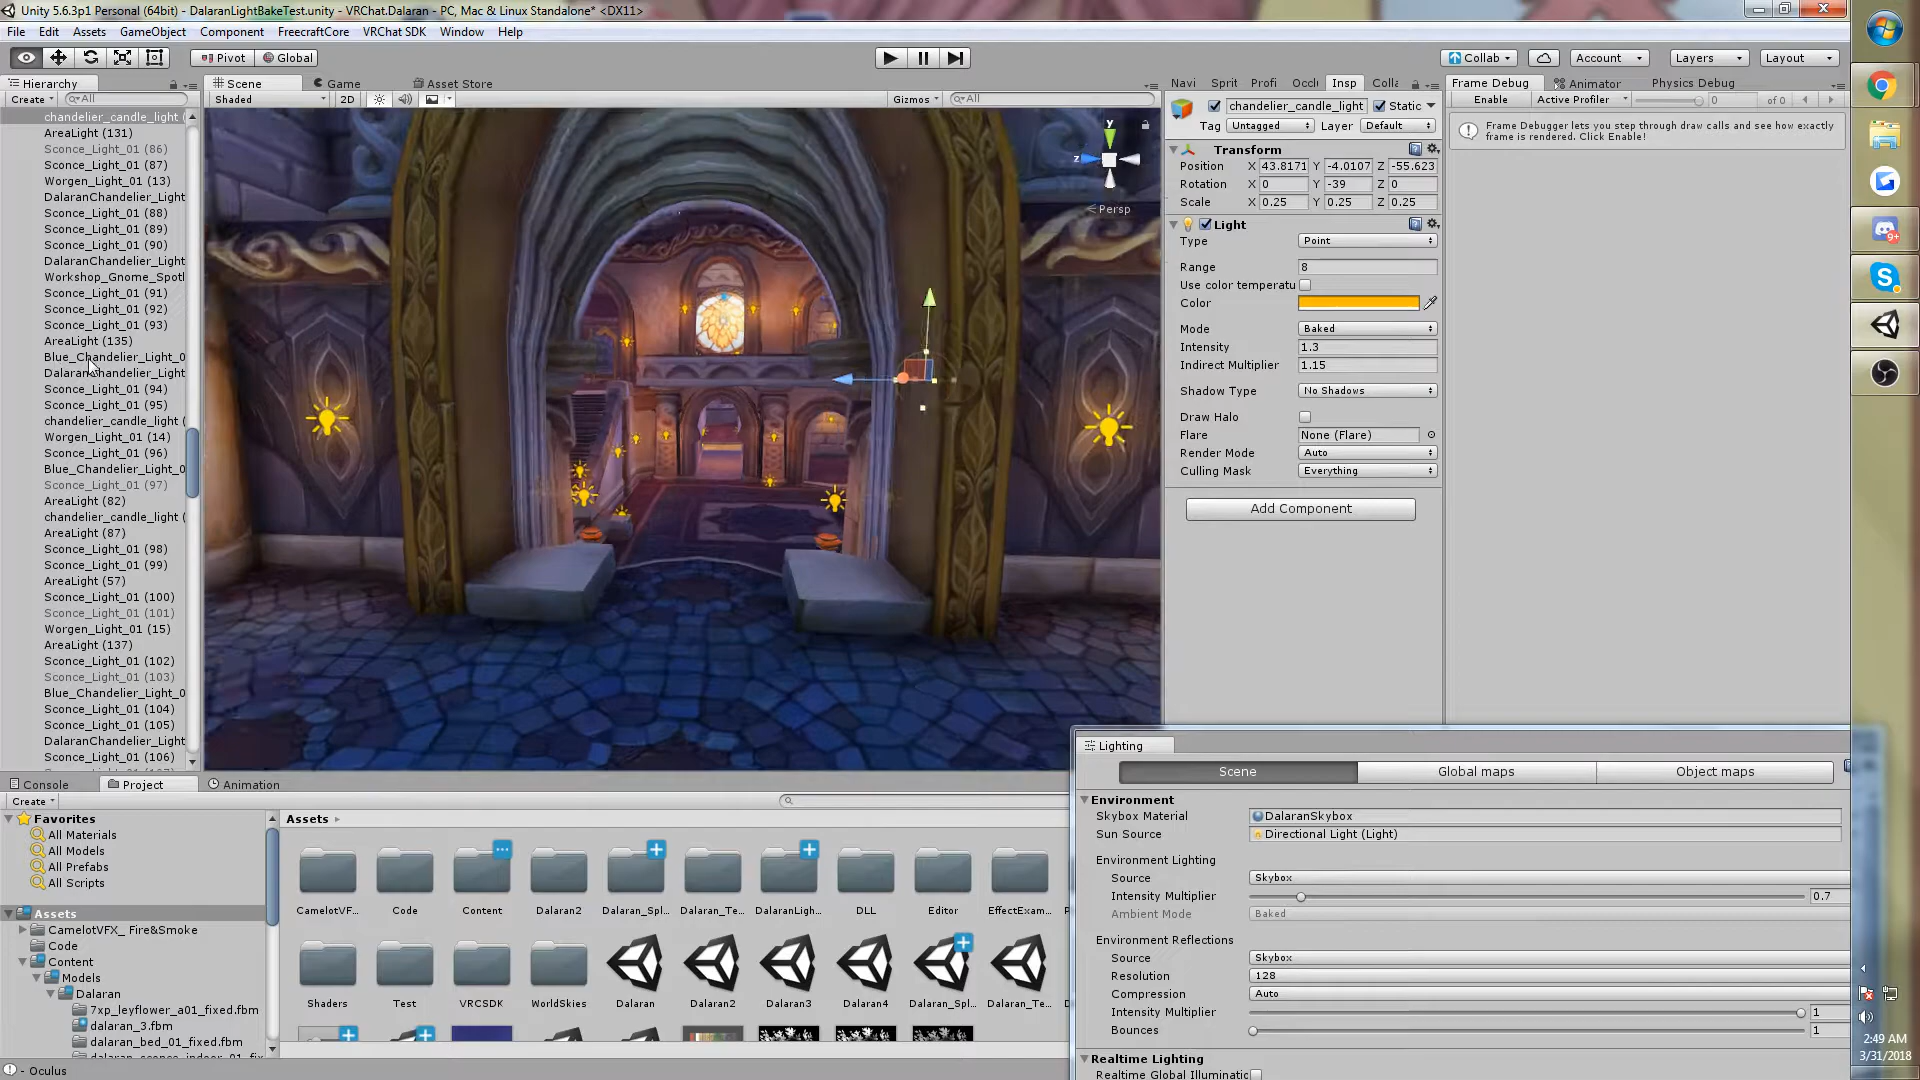 Unity 5.6.3p1 Personal (64bit) - DalaranLightBakeTest.unity - VRChat.Dalaran - PC, Mac & Linux Standalone* <DX11>
File Edit Assets GameObject Component FreecraftCore VRChat SDK Window Help
Pivot Global Collab Account Layers Layout
Hierarchy
Create All
chandelier_candle_light (
AreaLight (131)
Sconce_Light_01 (86)
Sconce_Light_01 (87)
Worgen_Light_01 (13)
DalaranChandelier_Light
Sconce_Light_01 (88)
Sconce_Light_01 (89)
Sconce_Light_01 (90)
DalaranChandelier_Light
Workshop_Gnome_Spotl
Sconce_Light_01 (91)
Sconce_Light_01 (92)
Sconce_Light_01 (93)
AreaLight (135)
Blue_Chandelier_Light_0
DalaranChandelier_Light
Sconce_Light_01 (94)
Sconce_Light_01 (95)
chandelier_candle_light (
Worgen_Light_01 (14)
Sconce_Light_01 (96)
Blue_Chandelier_Light_0
Sconce_Light_01 (97)
AreaLight (82)
chandelier_candle_light (
AreaLight (87)
Sconce_Light_01 (98)
Sconce_Light_01 (99)
AreaLight (57)
Sconce_Light_01 (100)
Sconce_Light_01 (101)
Worgen_Light_01 (15)
AreaLight (137)
Sconce_Light_01 (102)
Sconce_Light_01 (103)
Blue_Chandelier_Light_0
Sconce_Light_01 (104)
Sconce_Light_01 (105)
DalaranChandelier_Light
Sconce_Light_01 (106)
Scene Game Asset Store
Shaded 2D Gizmos All
y
z
Persp
Navi Sprit Profi Occl Insp Colla
chandelier_candle_light Static
Tag Untagged Layer Default
Transform
Position X 43.8171 Y -4.0107 Z -55.623
Rotation X 0 Y -39 Z 0
Scale X 0.25 Y 0.25 Z 0.25
Light
Type Point
Range 8
Use color temperatu
Color
Mode Baked
Intensity 1.3
Indirect Multiplier 1.15
Shadow Type No Shadows
Draw Halo
Flare None (Flare)
Render Mode Auto
Culling Mask Everything
Add Component
Frame Debug Animator Physics Debug
Enable Active Profiler 0 of 0
Frame Debugger lets you step through draw calls and see how exactly
frame is rendered. Click Enable!
Console Project Animation
Create
Favorites
All Materials
All Models
All Prefabs
All Scripts
Assets
CamelotVFX_ Fire&Smoke
Code
Content
Models
Dalaran
7xp_leyflower_a01_fixed.fbm
dalaran_3.fbm
dalaran_bed_01_fixed.fbm
dalaran_sconce_indoor_01_fix
Assets
CamelotVF... Code Content Dalaran2 Dalaran_Spl... Dalaran_Te... DalaranLigh... DLL Editor EffectExam...
Shaders Test VRCSDK WorldSkies Dalaran Dalaran2 Dalaran3 Dalaran4 Dalaran_Spl... Dalaran_Te...
Lighting
Scene Global maps Object maps
Environment
Skybox Material DalaranSkybox
Sun Source Directional Light (Light)
Environment Lighting
Source Skybox
Intensity Multiplier 0.7
Ambient Mode Baked
Environment Reflections
Source Skybox
Resolution 128
Compression Auto
Intensity Multiplier 1
Bounces 1
Realtime Lighting
Realtime Global Illuminatic
- Oculus
9+
2:49 AM
3/31/2018